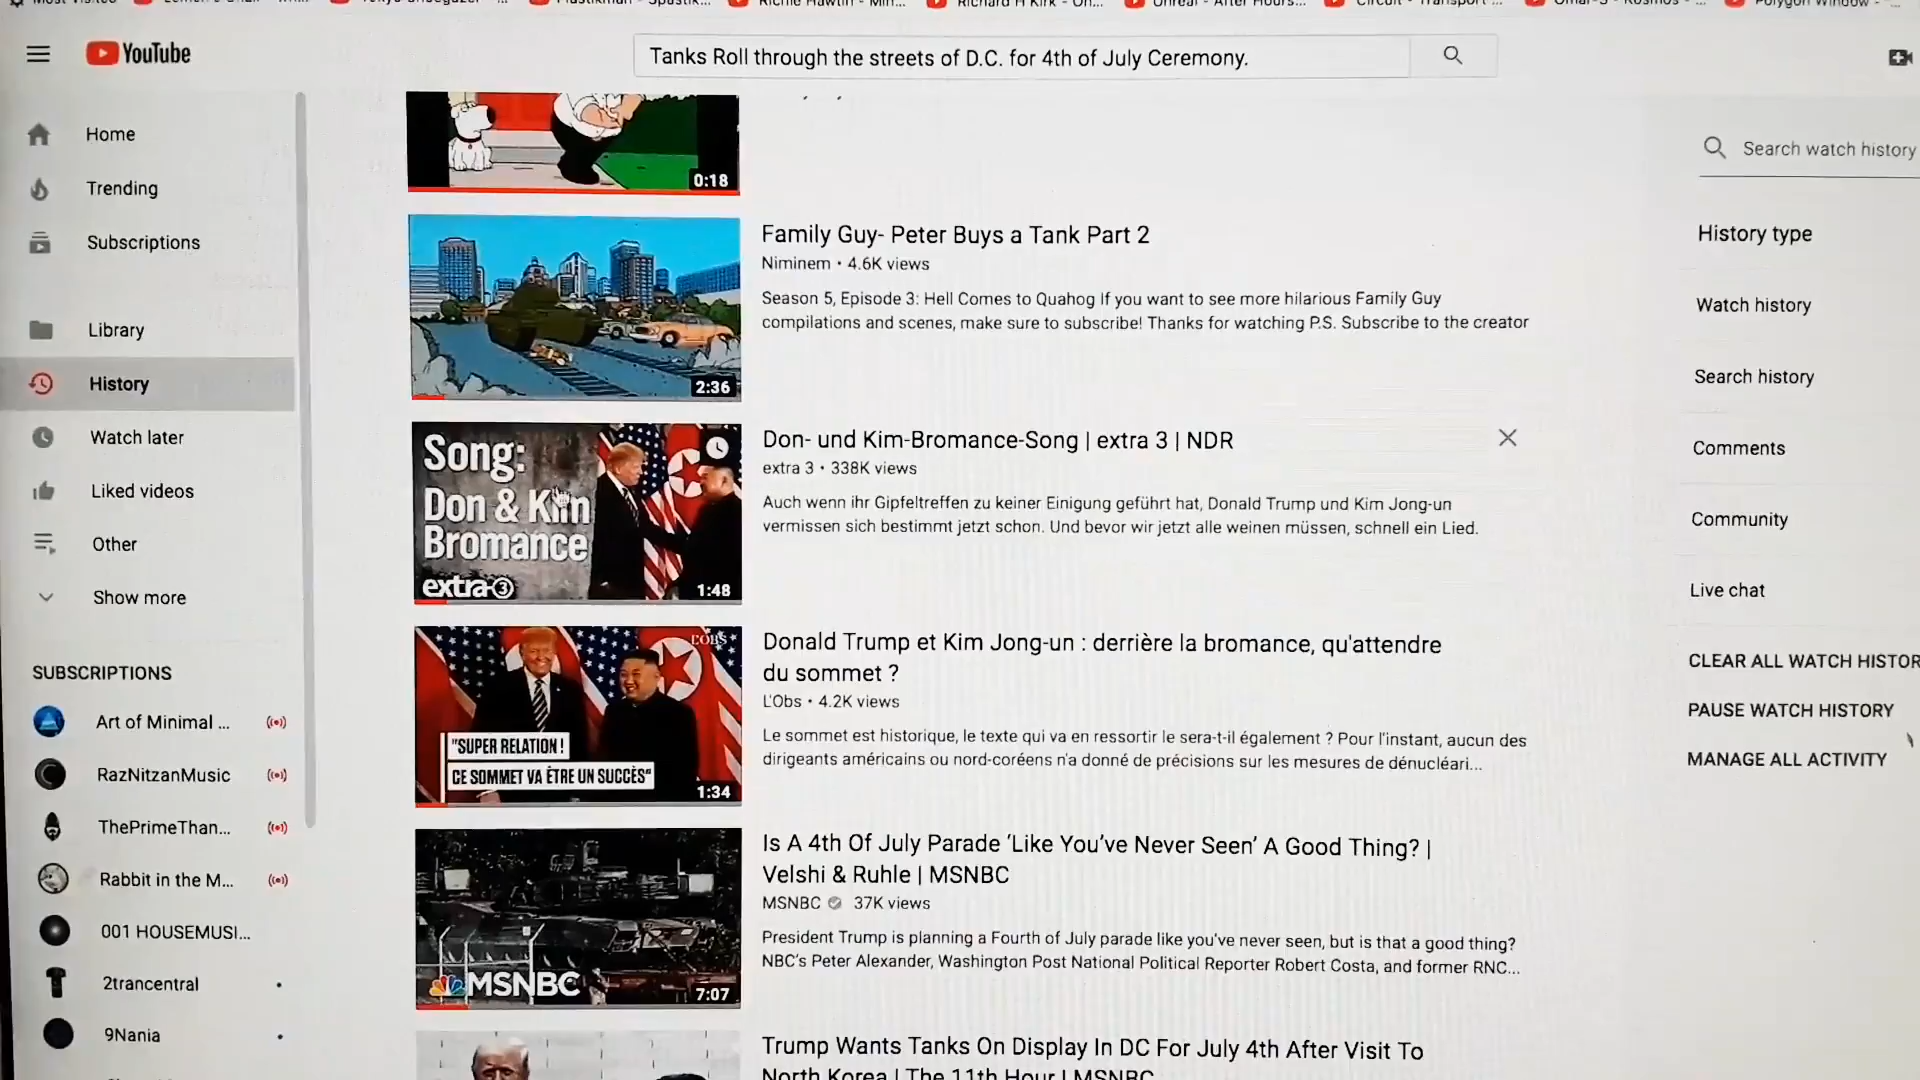 YouTube
Tanks Roll through the streets of D.C. for 4th of July Ceremony.
Home
Trending
Subscriptions
Library
History
Watch later
Liked videos
Other
Show more
SUBSCRIPTIONS
Art of Minimal ...
RazNitzanMusic
ThePrimeThan...
Rabbit in the M...
001 HOUSEMUSI...
2trancentral
9Nania
0:18
Family Guy- Peter Buys a Tank Part 2
Niminem • 4.6K views
Season 5, Episode 3: Hell Comes to Quahog If you want to see more hilarious Family Guy
compilations and scenes, make sure to subscribe! Thanks for watching P.S. Subscribe to the creator
2:36
Song:
Don & Kim
Bromance
extra 3
1:48
Don- und Kim-Bromance-Song | extra 3 | NDR
extra 3 • 338K views
Auch wenn ihr Gipfeltreffen zu keiner Einigung geführt hat, Donald Trump und Kim Jong-un
vermissen sich bestimmt jetzt schon. Und bevor wir jetzt alle weinen müssen, schnell ein Lied.
L'OBS
"SUPER RELATION !
CE SOMMET VA ÊTRE UN SUCCÈS"
1:34
Donald Trump et Kim Jong-un : derrière la bromance, qu'attendre
du sommet ?
L'Obs • 4.2K views
Le sommet est historique, le texte qui va en ressortir le sera-t-il également ? Pour l'instant, aucun des
dirigeants américains ou nord-coréens n'a donné de précisions sur les mesures de dénucléari...
MSNBC
7:07
Is A 4th Of July Parade ‘Like You’ve Never Seen’ A Good Thing? |
Velshi & Ruhle | MSNBC
MSNBC 37K views
President Trump is planning a Fourth of July parade like you've never seen, but is that a good thing?
NBC’s Peter Alexander, Washington Post National Political Reporter Robert Costa, and former RNC...
Trump Wants Tanks On Display In DC For July 4th After Visit To
North Korea | The 11th Hour | MSNBC
Search watch history
History type
Watch history
Search history
Comments
Community
Live chat
CLEAR ALL WATCH HISTOR
PAUSE WATCH HISTORY
MANAGE ALL ACTIVITY